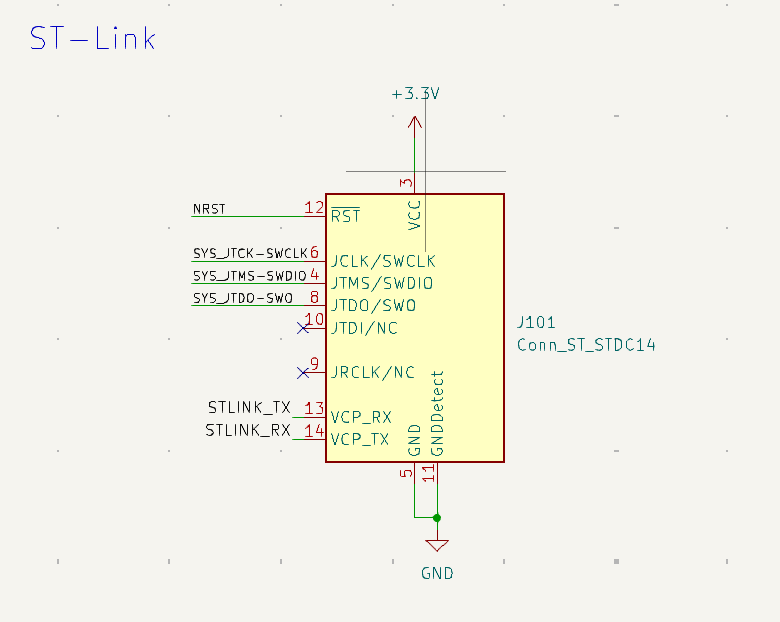 ST-Link
+3.3V
3
VCC
NRST
12
RST
SYS_JTCK-SWCLK
6
JCLK/SWCLK
SYS_JTMS-SWDIO
4
JTMS/SWDIO
SYS_JTDO-SWO
8
JTDO/SWO
10
JTDI/NC
J101
Conn_ST_STDC14
9
JRCLK/NC
STLINK_TX
13
VCP_RX
STLINK_RX
14
VCP_TX
GND
GNDDetect
5
11
GND